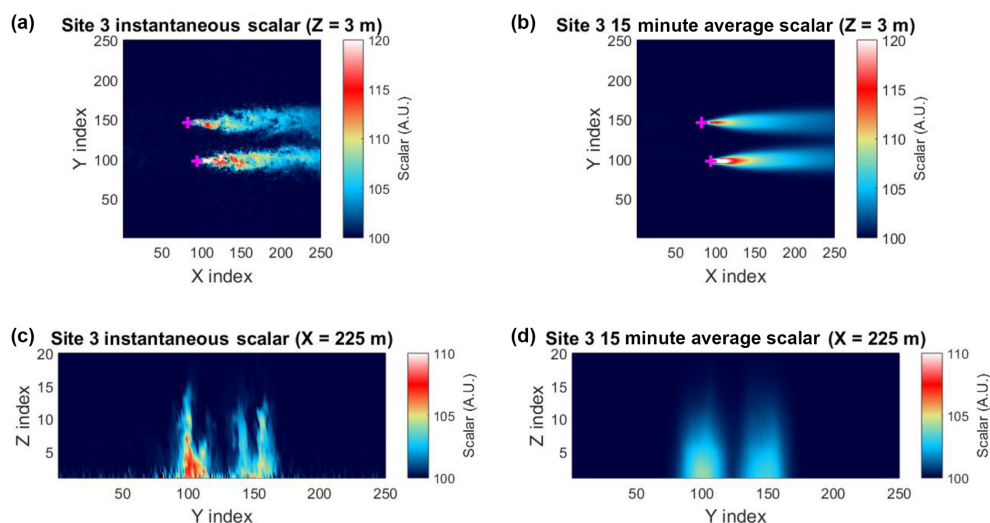 (a)
Site 3 instantaneous scalar (Z = 3 m)
250
200
150
100
50
50 100 150 200 250
X index
Y index
120
115
110
105
100
Scalar (A.U.)
(b)
Site 3 15 minute average scalar (Z = 3 m)
250
200
150
100
50
50 100 150 200 250
X index
Y index
120
115
110
105
100
Scalar (A.U.)
(c)
Site 3 instantaneous scalar (X = 225 m)
20
15
10
5
50 100 150 200 250
Y index
Z index
110
105
100
Scalar (A.U.)
(d)
Site 3 15 minute average scalar (X = 225 m)
20
15
10
5
50 100 150 200 250
Y index
Z index
110
105
100
Scalar (A.U.)